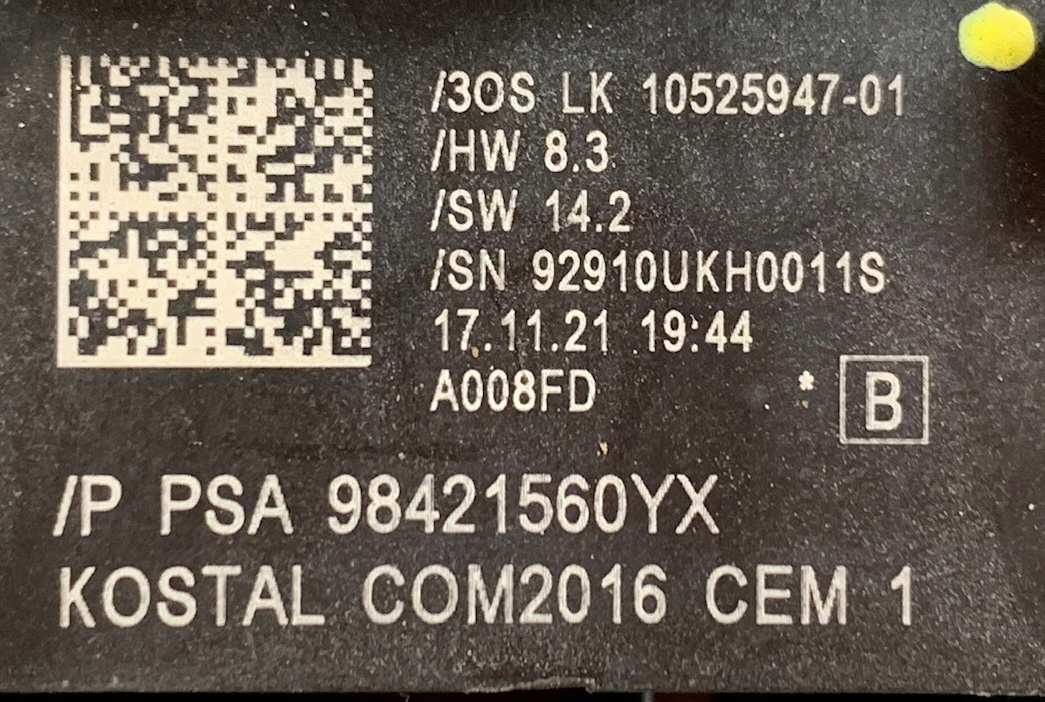 /3OS LK 10525947-01
/HW 8.3
/SW 14.2
/SN 92910UKH0011S
17.11.21 19:44
A008FD * B
/P PSA 98421560YX
KOSTAL COM2016 CEM 1